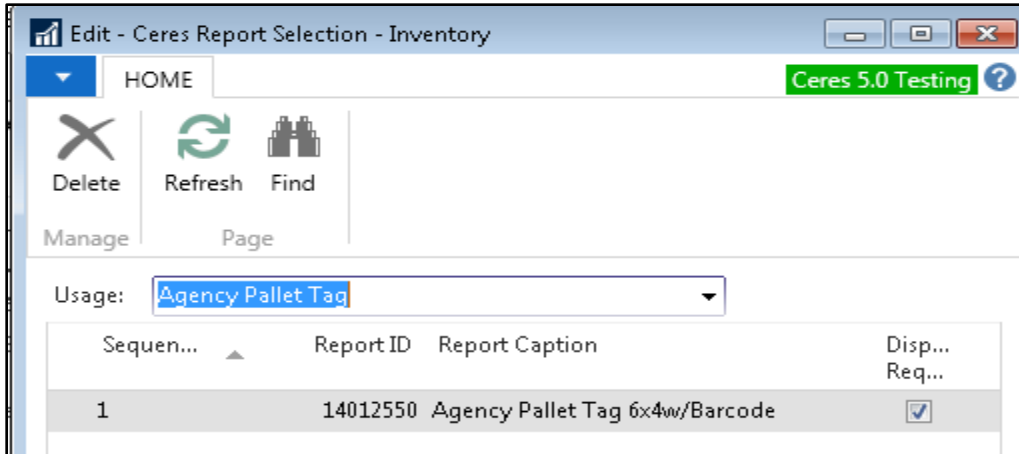 Edit - Ceres Report Selection - Inventory
HOME
Ceres 5.0 Testing ?
Delete Refresh Find
Manage Page
Usage: Agency Pallet Tag
Sequen... Report ID Report Caption Disp...
Req...
1 14012550 Agency Pallet Tag 6x4w/Barcode